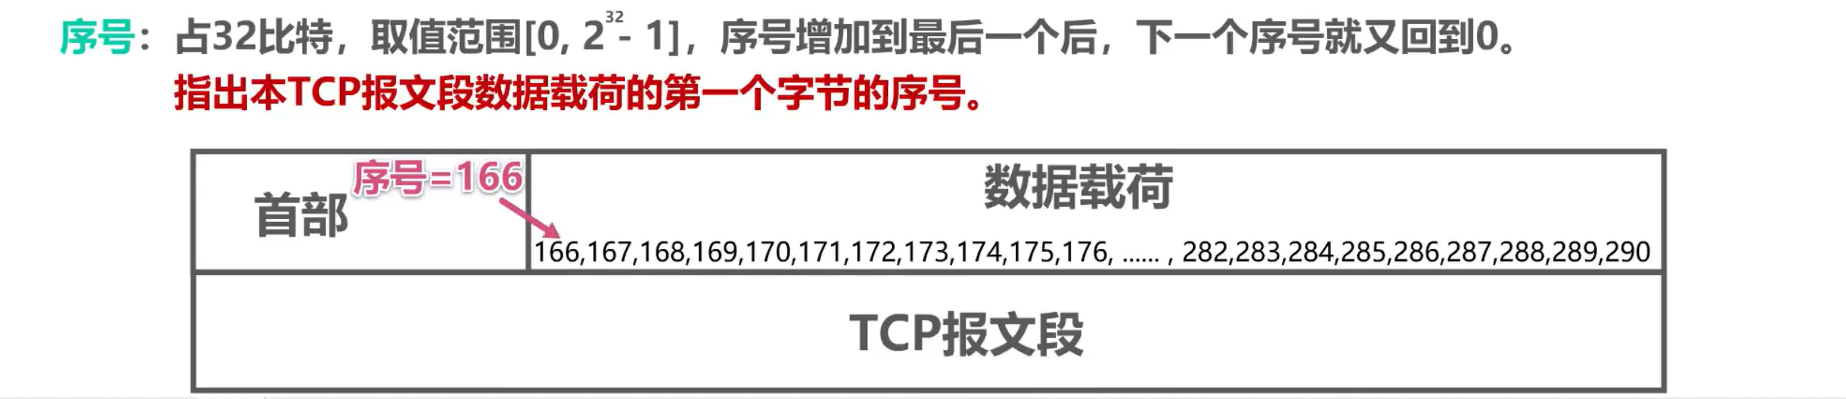 序号：占32比特，取值范围[0, 2³²- 1]，序号增加到最后一个后，下一个序号就又回到0。
指出本TCP报文段数据载荷的第一个字节的序号。
序号=166
首部
数据载荷
166,167,168,169,170,171,172,173,174,175,176, ...... , 282,283,284,285,286,287,288,289,290
TCP报文段